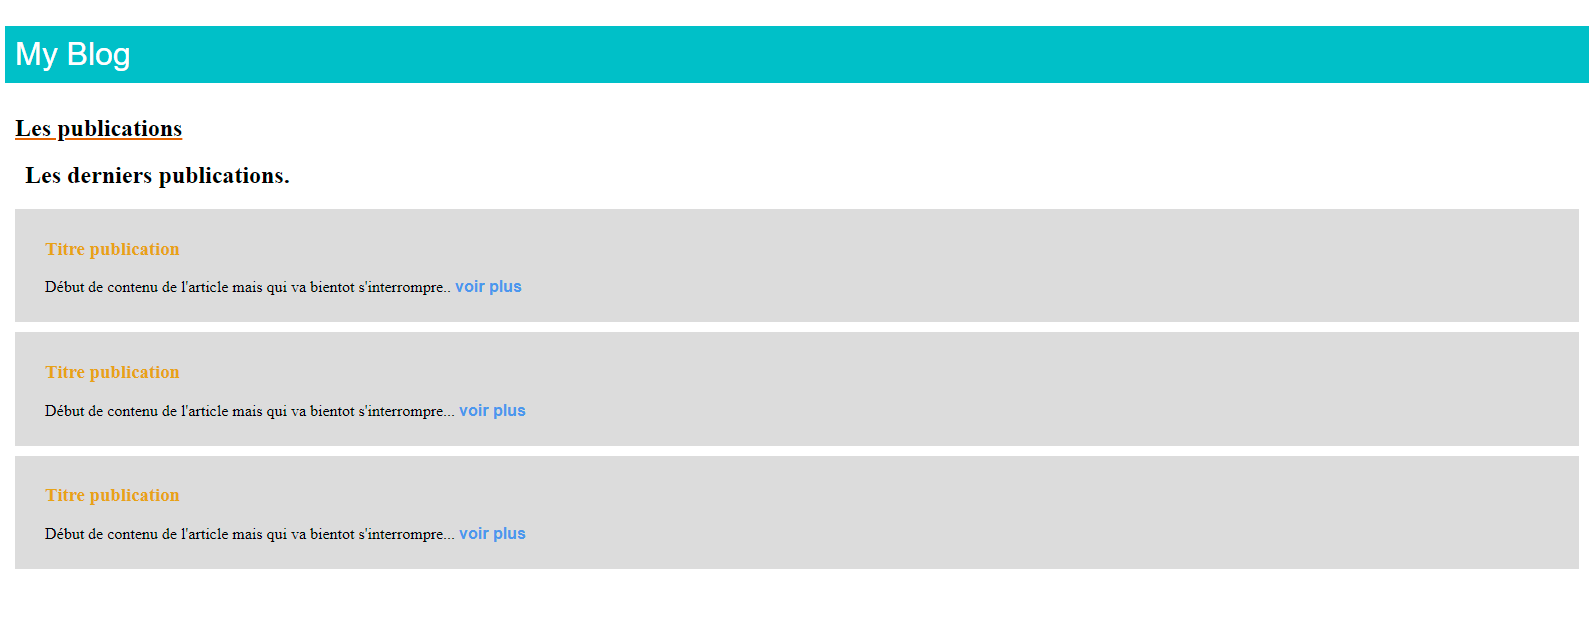 My Blog
Les publications
Les derniers publications.
Titre publication
Début de contenu de l'article mais qui va bientot s'interrompre.. voir plus
Titre publication
Début de contenu de l'article mais qui va bientot s'interrompre... voir plus
Titre publication
Début de contenu de l'article mais qui va bientot s'interrompre... voir plus